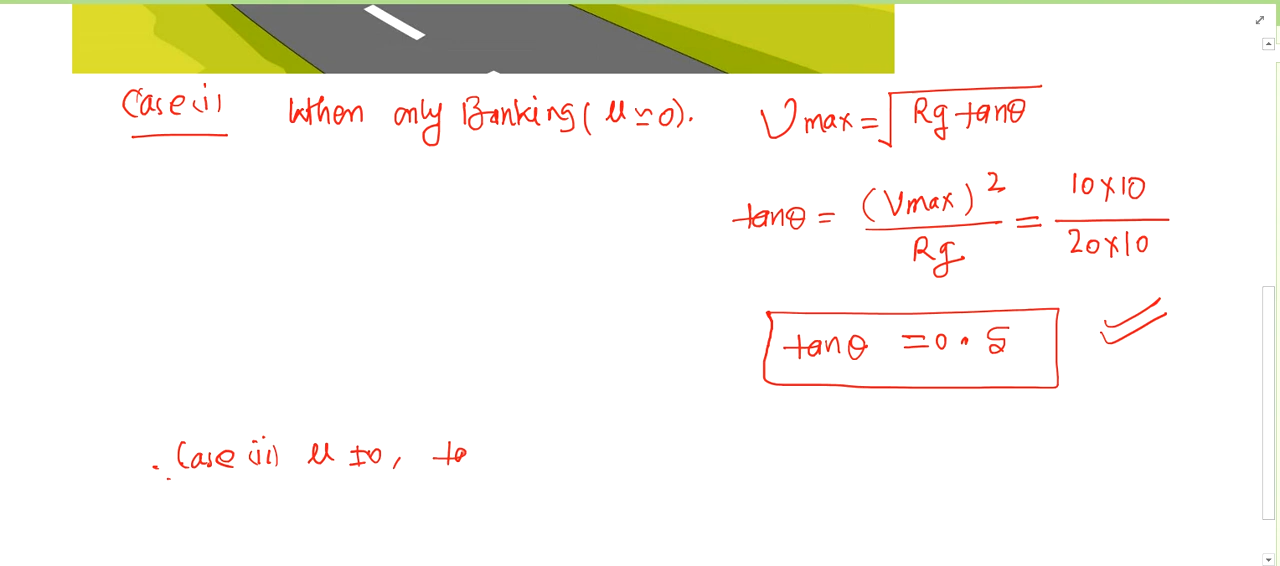 Case(i) When only Banking (μ=0). Vmax = √Rg tanθ
tanθ = (Vmax)² / Rg = 10×10 / 20×10
tanθ = 0.5
Case (ii) μ≠0, ta